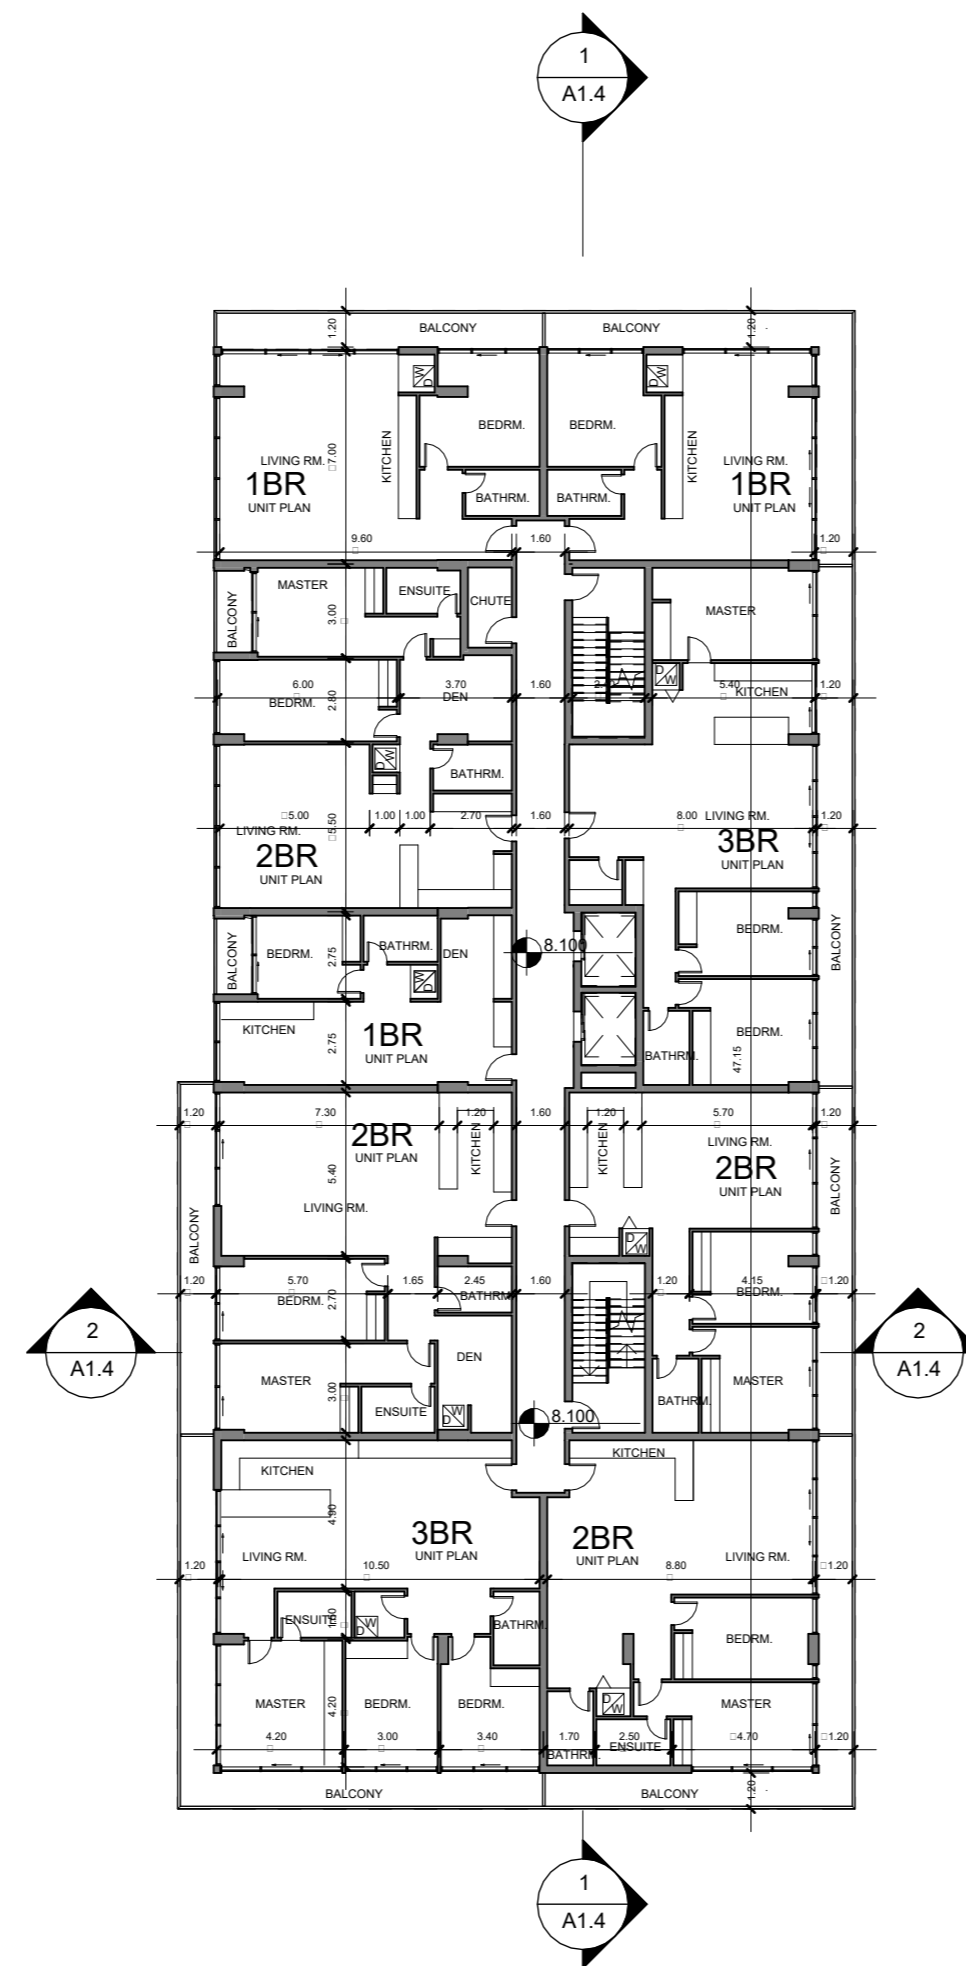 1
A1.4
BALCONY
BALCONY
1.20
1.20
D W
D W
BEDRM.
BEDRM.
KITCHEN
KITCHEN
LIVING RM.
7.00
LIVING RM.
1BR
UNIT PLAN
1BR
UNIT PLAN
BATHRM.
BATHRM.
9.60
1.60
1.20
MASTER
ENSUITE
CHUTE
MASTER
BALCONY
3.00
D W
6.00
BEDRM.
2.80
3.70
DEN
1.60
5.40
KITCHEN
1.20
D W
BATHRM.
5.00
LIVING RM.
5.50
1.00
1.00
2.70
1.60
8.00
LIVING RM.
1.20
2BR
UNIT PLAN
3BR
UNIT PLAN
BALCONY
BEDRM.
2.75
BATHRM.
DEN
8.100
BEDRM.
BALCONY
D W
KITCHEN
2.75
1BR
UNIT PLAN
BATHRM.
BEDRM.
47.15
1.20
7.30
1.20
1.60
1.20
5.70
1.20
2BR
UNIT PLAN
KITCHEN
KITCHEN
LIVING RM.
2BR
UNIT PLAN
5.40
LIVING RM.
BALCONY
BALCONY
D W
1.20
5.70
BEDRM.
2.70
1.65
2.45
BATHRM.
1.60
1.20
4.15
BEDRM.
1.20
2
A1.4
2
A1.4
MASTER
3.00
DEN
MASTER
ENSUITE
D W
BATHRM.
8.100
KITCHEN
KITCHEN
4.90
3BR
UNIT PLAN
2BR
UNIT PLAN
LIVING RM.
LIVING RM.
1.20
10.50
8.80
1.20
ENSUITE
D W
BATHRM.
BEDRM.
MASTER
4.20
BEDRM.
BEDRM.
D W
MASTER
4.20
3.00
3.40
1.70
BATHRM.
2.50
ENSUITE
4.70
1.20
BALCONY
BALCONY
1.20
1
A1.4